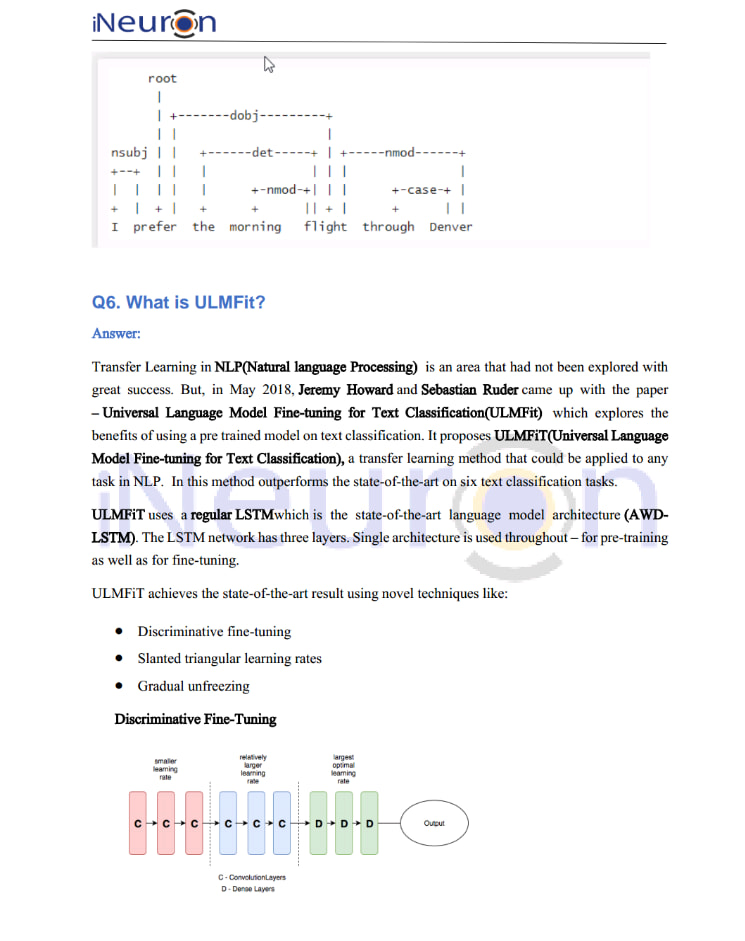 iNeuron
root
dobj
nsubj det nmod
nmod case
I prefer the morning flight through Denver
Q6. What is ULMFit?
Answer:
Transfer Learning in NLP(Natural language Processing) is an area that had not been explored with
great success. But, in May 2018, Jeremy Howard and Sebastian Ruder came up with the paper
– Universal Language Model Fine-tuning for Text Classification(ULMFit) which explores the
benefits of using a pre trained model on text classification. It proposes ULMFiT(Universal Language
Model Fine-tuning for Text Classification), a transfer learning method that could be applied to any
task in NLP. In this method outperforms the state-of-the-art on six text classification tasks.
ULMFiT uses a regular LSTMwhich is the state-of-the-art language model architecture (AWD-
LSTM). The LSTM network has three layers. Single architecture is used throughout – for pre-training
as well as for fine-tuning.
ULMFiT achieves the state-of-the-art result using novel techniques like:
● Discriminative fine-tuning
● Slanted triangular learning rates
● Gradual unfreezing
Discriminative Fine-Tuning
smaller
learning
rate
relatively
larger
learning
rate
largest
optimal
learning
rate
C C C C C C D D D Output
C - ConvolutionLayers
D - Dense Layers
iNeuron